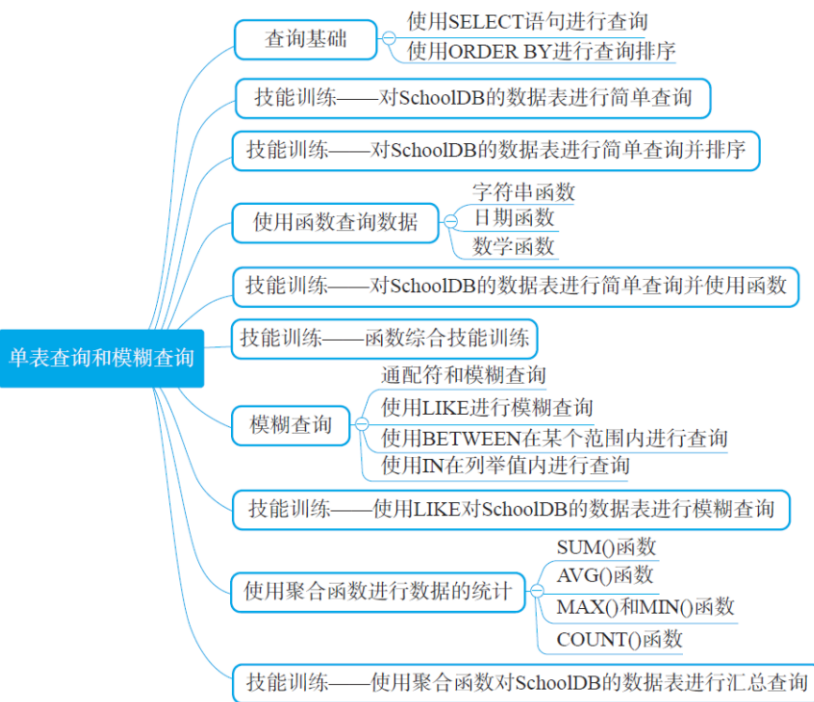 单表查询和模糊查询
查询基础
使用SELECT语句进行查询
使用ORDER BY进行查询排序
技能训练——对SchoolDB的数据表进行简单查询
技能训练——对SchoolDB的数据表进行简单查询并排序
使用函数查询数据
字符串函数
日期函数
数学函数
技能训练——对SchoolDB的数据表进行简单查询并使用函数
技能训练——函数综合技能训练
模糊查询
通配符和模糊查询
使用LIKE进行模糊查询
使用BETWEEN在某个范围内进行查询
使用IN在列举值内进行查询
技能训练——使用LIKE对SchoolDB的数据表进行模糊查询
使用聚合函数进行数据的统计
SUM()函数
AVG()函数
MAX()和MIN()函数
COUNT()函数
技能训练——使用聚合函数对SchoolDB的数据表进行汇总查询